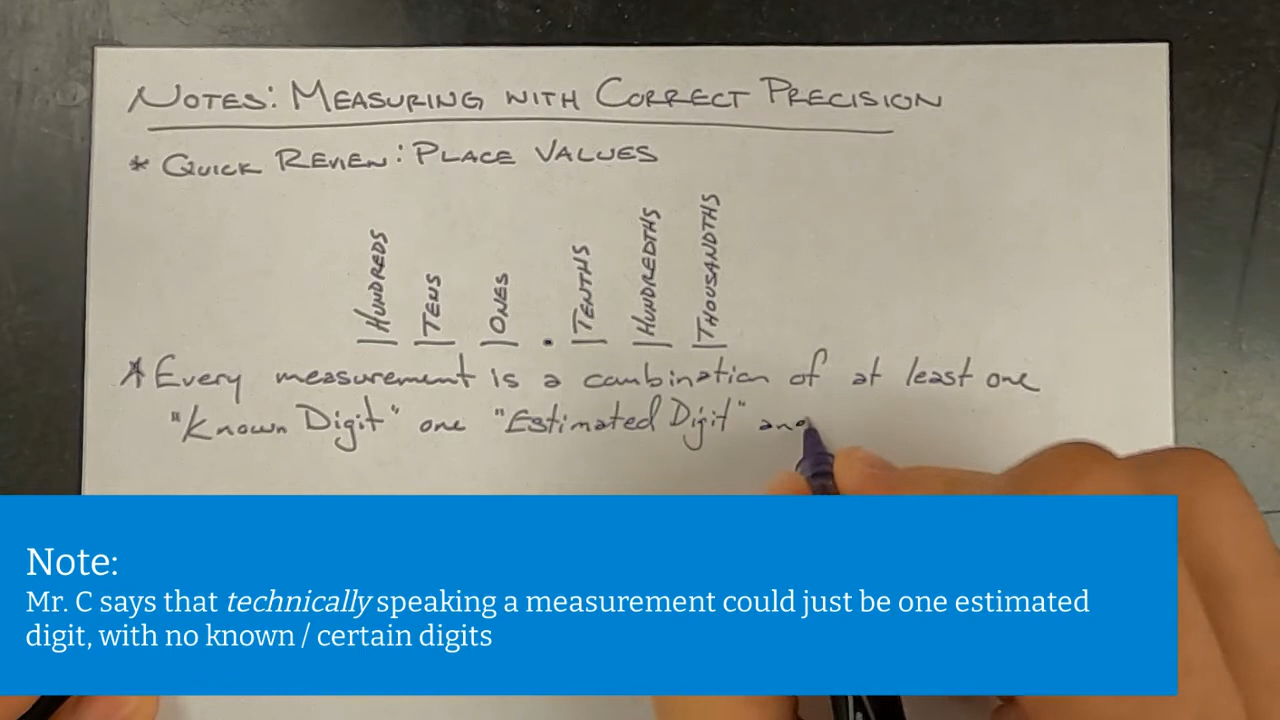 NOTES: MEASURING WITH CORRECT PRECISION
* QUICK REVIEW: PLACE VALUES
HUNDREDS
TENS
ONES
.
TENTHS
HUNDREDTHS
THOUSANDTHS
* Every measurement is a combination of at least one
"Known Digit" one "Estimated Digit" and
Note:
Mr. C says that technically speaking a measurement could just be one estimated
digit, with no known / certain digits